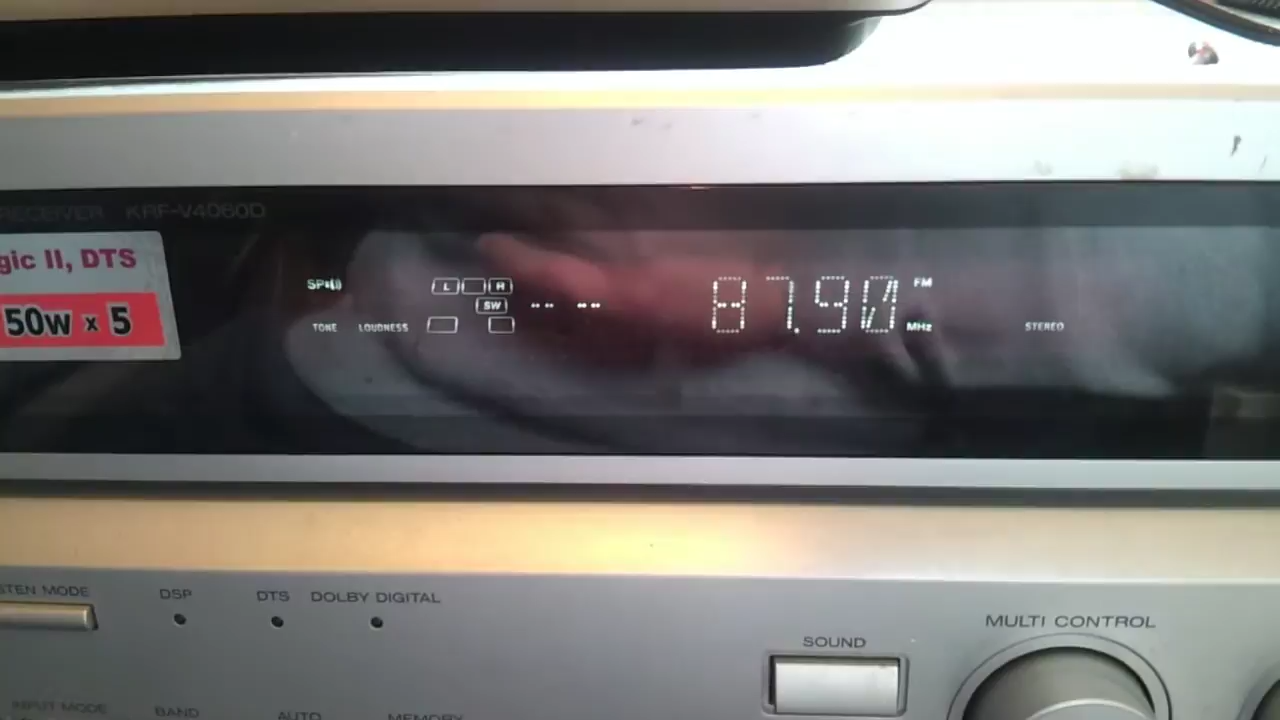 RECEIVER KRF-V4060D
gic II, DTS
50W x 5
SP
L R
SW
TONE LOUDNESS
-- --
87.90 FM
MHz
STEREO
STEN MODE
DSP DTS DOLBY DIGITAL
SOUND
MULTI CONTROL
INPUT MODE BAND AUTO MEMORY